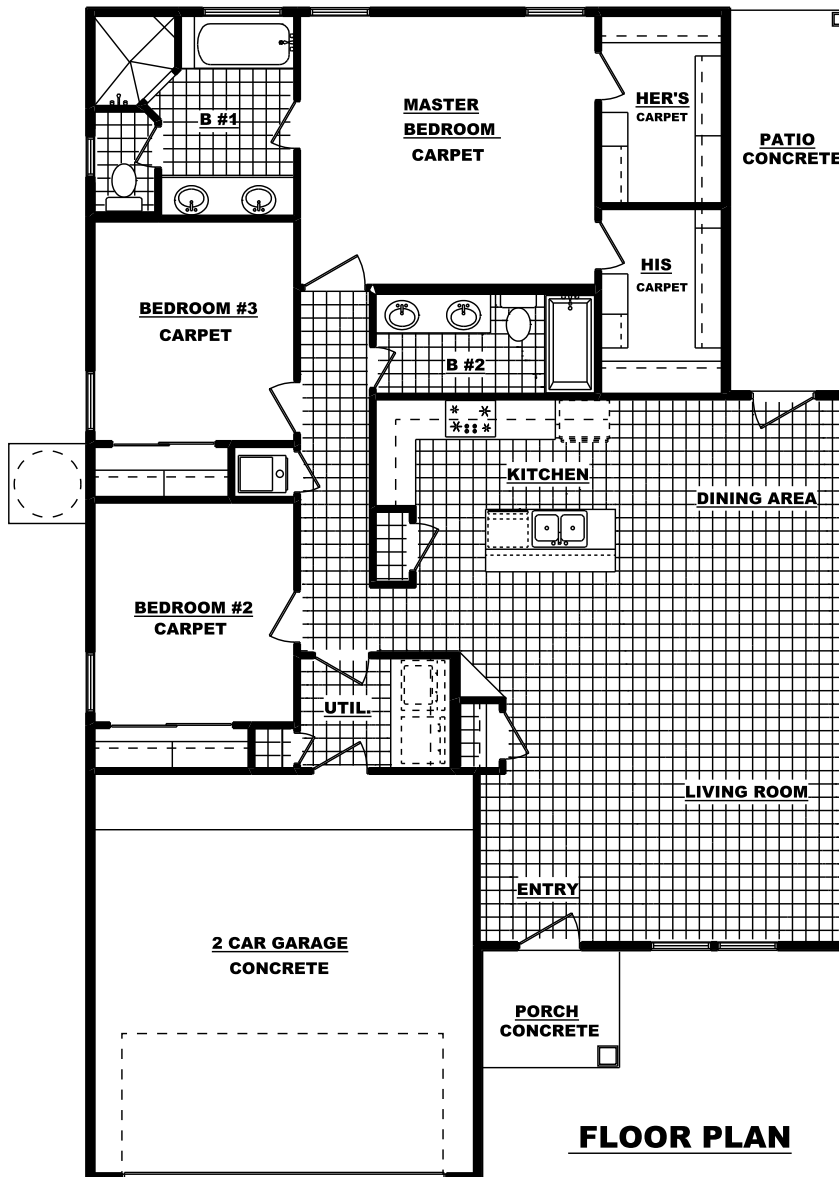 MASTER
BEDROOM
CARPET
HER'S
CARPET
B #1
PATIO
CONCRETE
HIS
CARPET
BEDROOM #3
CARPET
B #2
KITCHEN
DINING AREA
BEDROOM #2
CARPET
UTIL.
LIVING ROOM
ENTRY
2 CAR GARAGE
CONCRETE
PORCH
CONCRETE
FLOOR PLAN